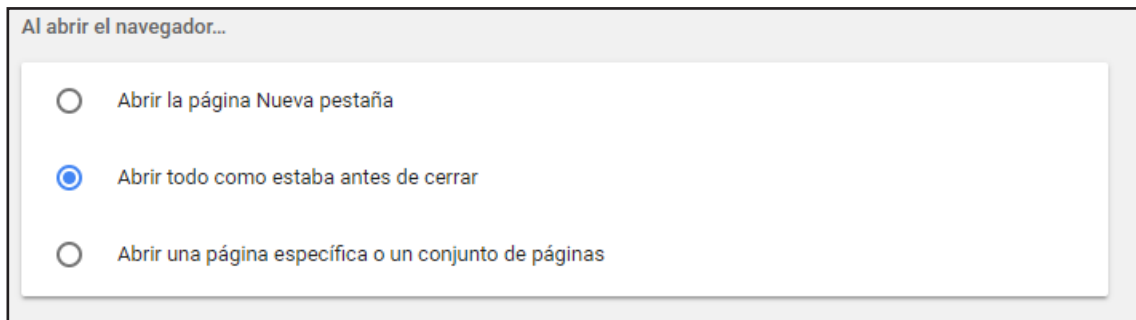 Al abrir el navegador...
Abrir la página Nueva pestaña
Abrir todo como estaba antes de cerrar
Abrir una página específica o un conjunto de páginas